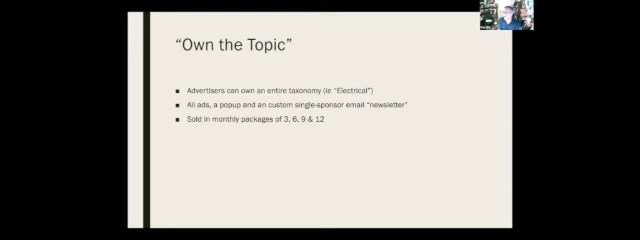 “Own the Topic”
■ Advertisers can own an entire taxonomy (ie “Electrical”)
■ All ads, a popup and an custom single-sponsor email “newsletter”
■ Sold in monthly packages of 3, 6, 9 & 12